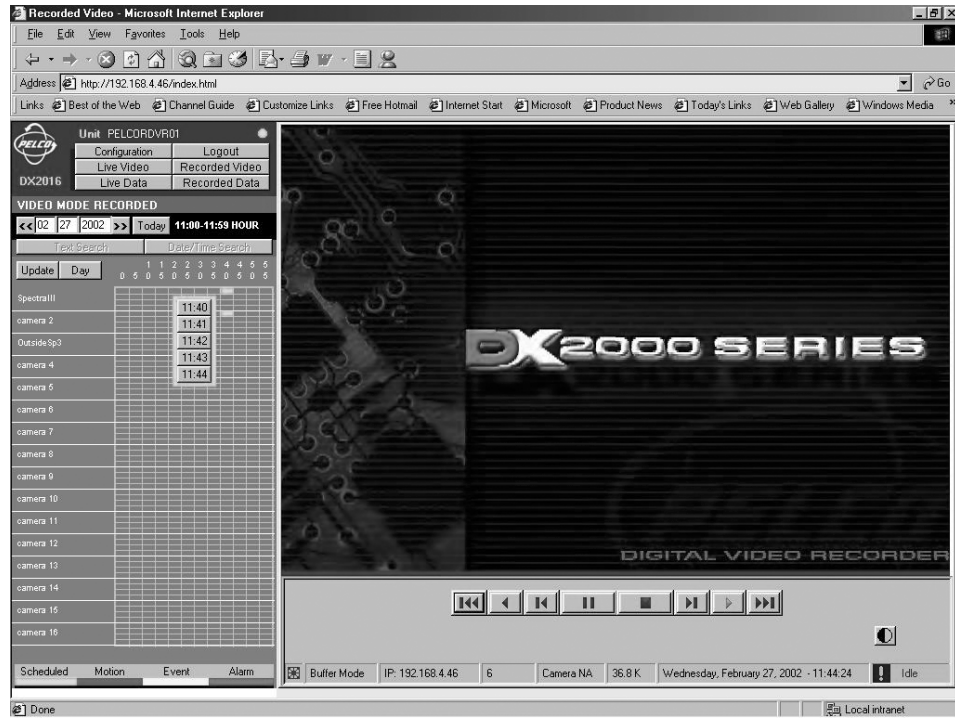 Recorded Video - Microsoft Internet Explorer
File Edit View Favorites Tools Help
Address http://192.168.4.46/index.html Go
Links Best of the Web Channel Guide Customize Links Free Hotmail Internet Start Microsoft Product News Today's Links Web Gallery Windows Media »
PELCO
DX2016
Unit PELCORDVR01
Configuration Logout
Live Video Recorded Video
Live Data Recorded Data
VIDEO MODE RECORDED
<< 02 27 2002 >> Today 11:00-11:59 HOUR
Text Search Date/Time Search
Update Day
1 1 2 2 3 3 4 4 5 5
0 5 0 5 0 5 0 5 0 5 0 5
SpectraIII
camera 2
OutsideSp3
camera 4
camera 5
camera 6
camera 7
camera 8
camera 9
camera 10
camera 11
camera 12
camera 13
camera 14
camera 15
camera 16
11:40
11:41
11:42
11:43
11:44
Scheduled Motion Event Alarm
DX2000 SERIES
PELCO
DIGITAL VIDEO RECORDER
Buffer Mode IP: 192.168.4.46 6 Camera NA 36.8 K Wednesday, February 27, 2002 - 11:44:24 ! Idle
Done Local intranet